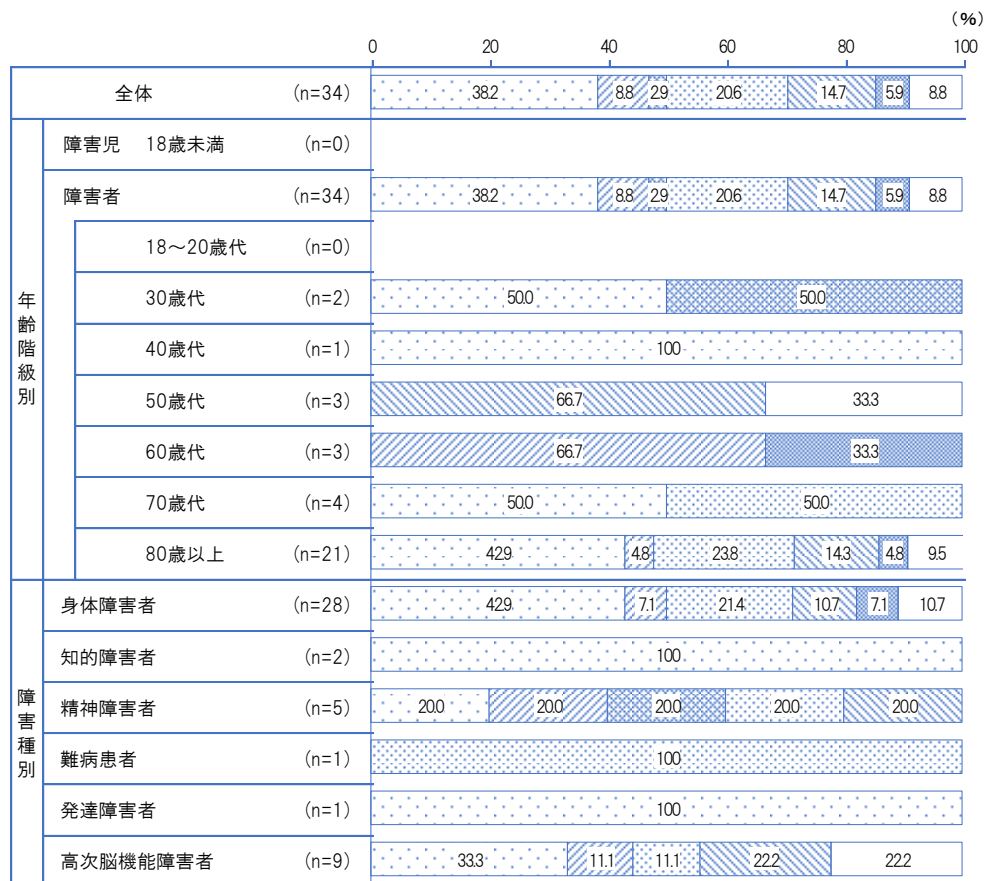 (%)
0 20 40 60 80 100
全体 (n=34) 38.2 8.8 2.9 20.6 14.7 5.9 8.8
年齢階級別
障害児 18歳未満 (n=0)
障害者 (n=34) 38.2 8.8 2.9 20.6 14.7 5.9 8.8
18～20歳代 (n=0)
30歳代 (n=2) 50.0 50.0
40歳代 (n=1) 100
50歳代 (n=3) 66.7 33.3
60歳代 (n=3) 66.7 33.3
70歳代 (n=4) 50.0 50.0
80歳以上 (n=21) 42.9 4.8 23.8 14.3 4.8 9.5
障害種別
身体障害者 (n=28) 42.9 7.1 21.4 10.7 7.1 10.7
知的障害者 (n=2) 100
精神障害者 (n=5) 20.0 20.0 20.0 20.0 20.0
難病患者 (n=1) 100
発達障害者 (n=1) 100
高次脳機能障害者 (n=9) 33.3 11.1 11.1 22.2 22.2